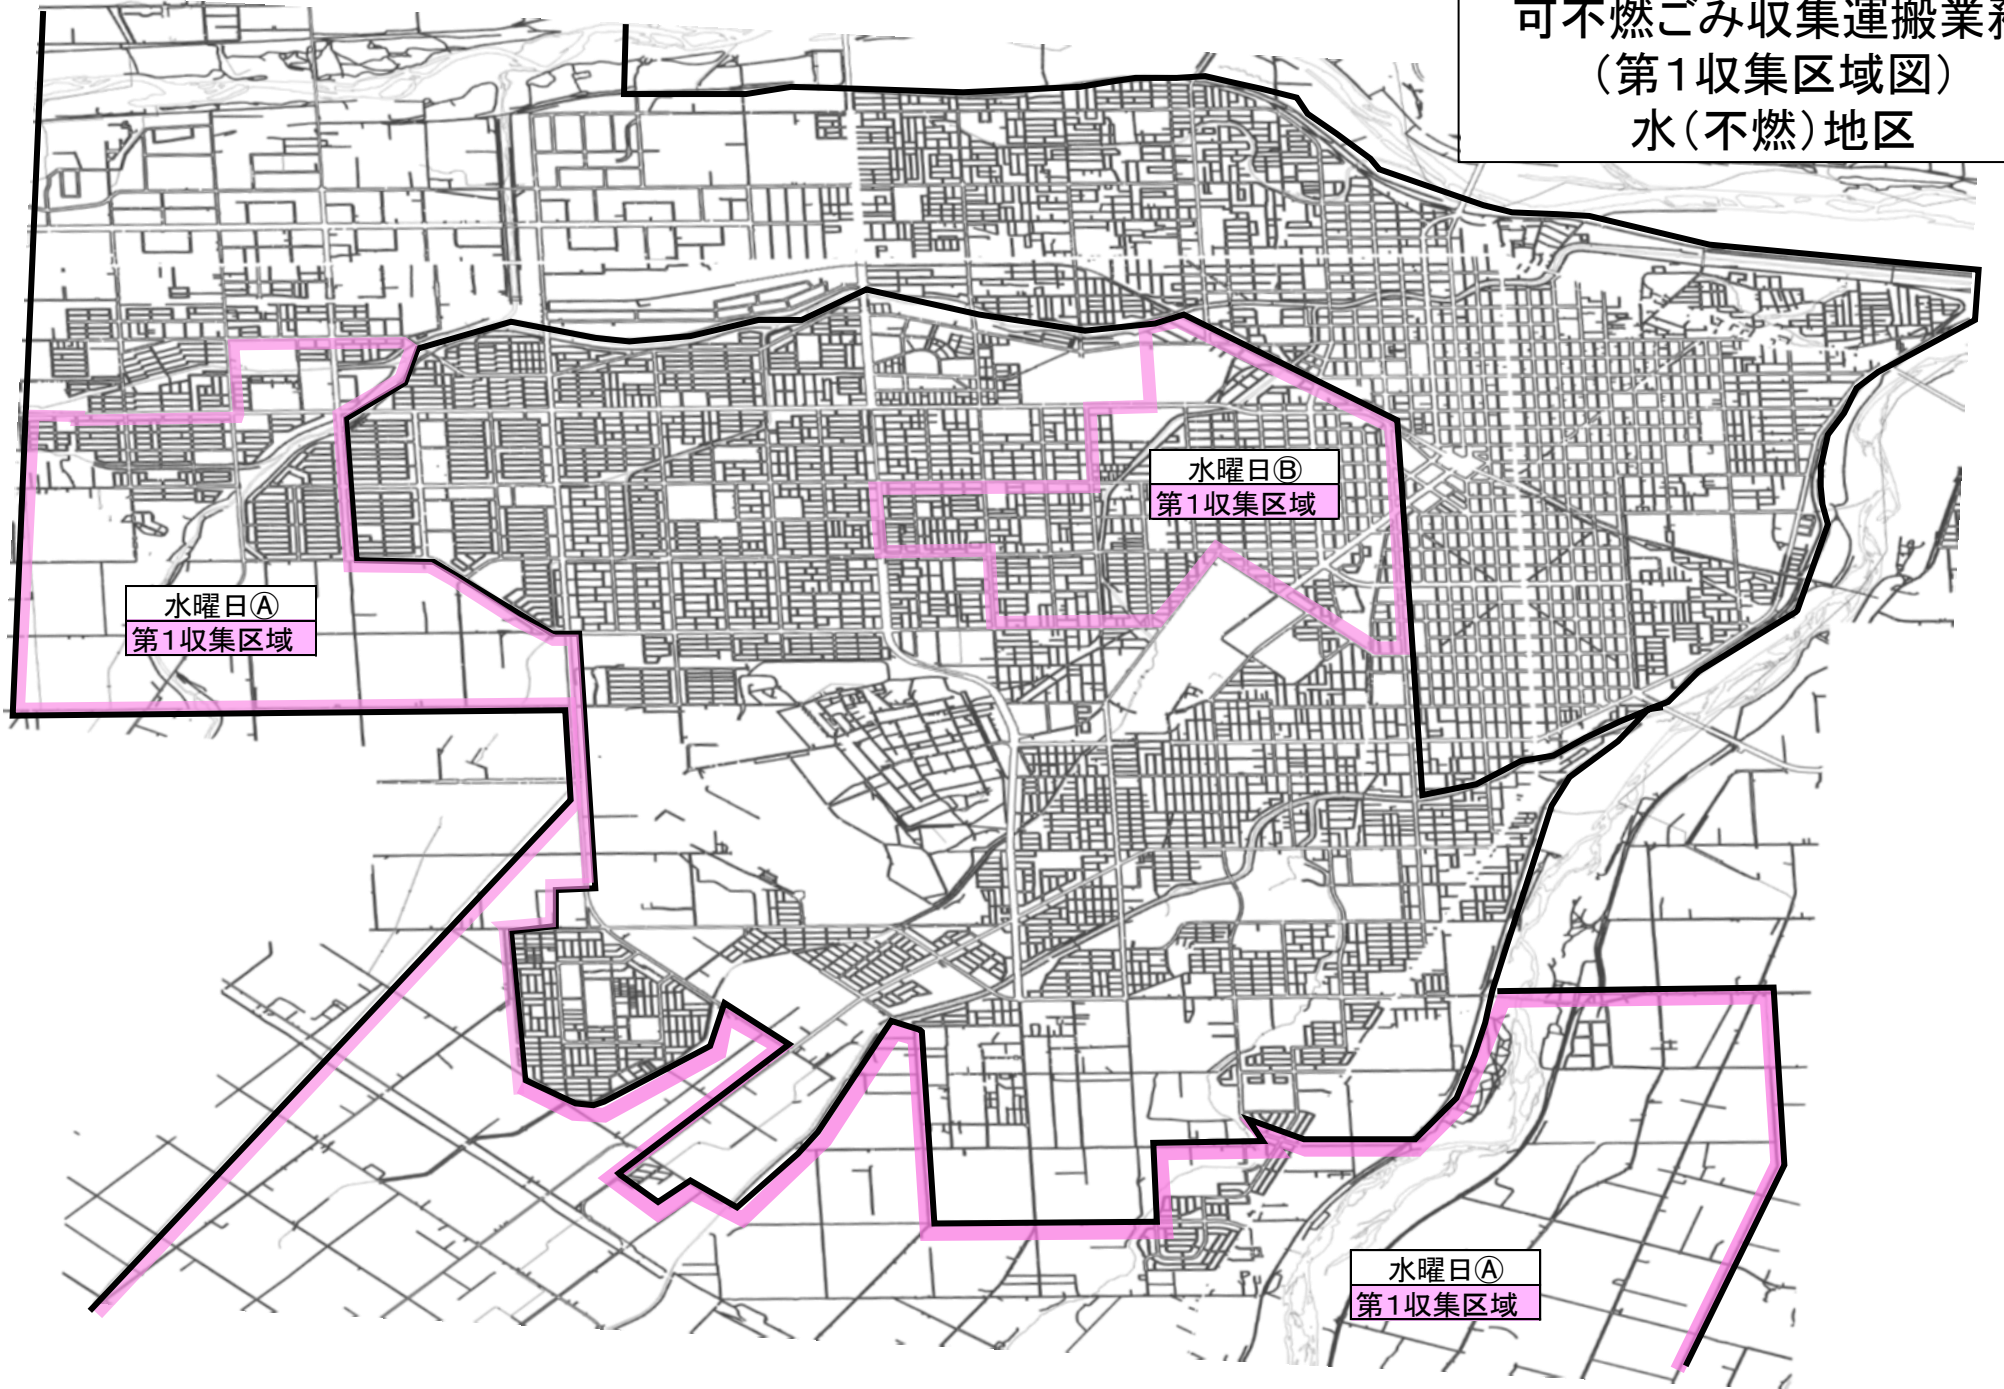 可不燃ごみ収集運搬業務
（第１収集区域図）
水（不燃）地区
水曜日Ⓑ
第１収集区域
水曜日Ⓐ
第１収集区域
水曜日Ⓐ
第１収集区域